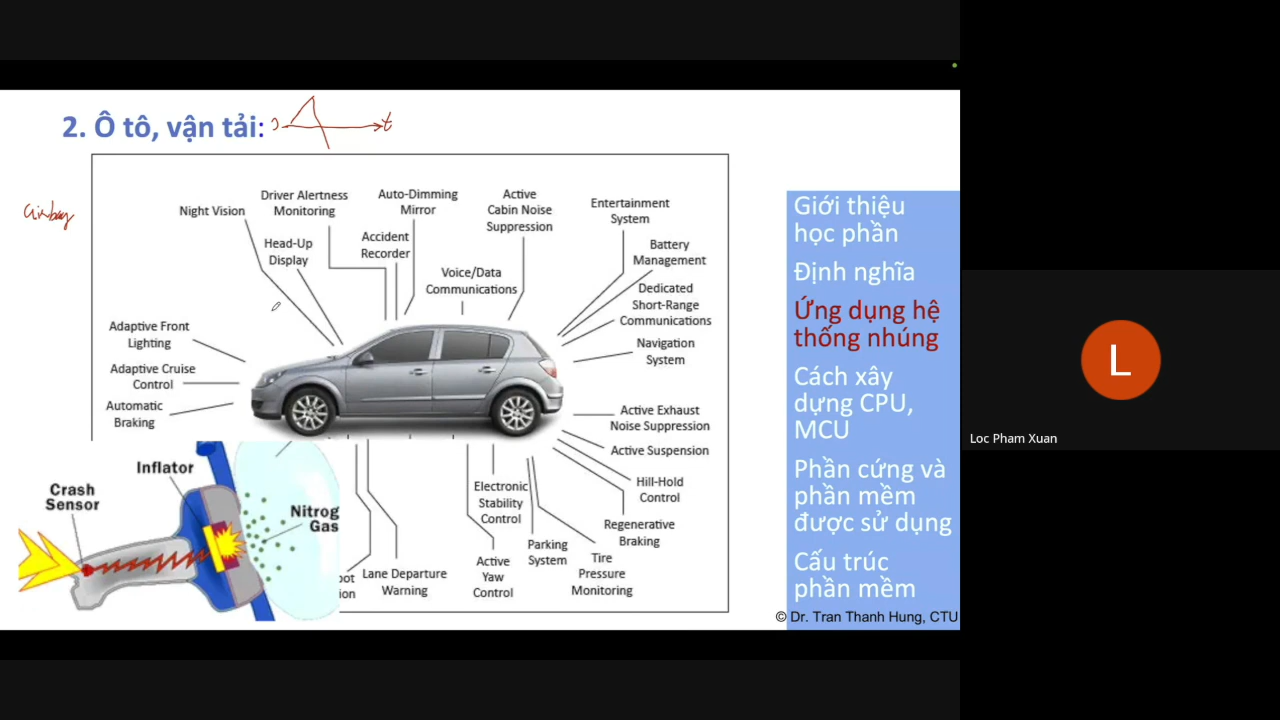 2. Ô tô, vận tải:
t
airbag
Night Vision
Driver Alertness
Monitoring
Auto-Dimming
Mirror
Active
Cabin Noise
Suppression
Entertainment
System
Head-Up
Display
Accident
Recorder
Battery
Management
Voice/Data
Communications
Dedicated
Short-Range
Communications
Navigation
System
Adaptive Front
Lighting
Adaptive Cruise
Control
Automatic
Braking
Active Exhaust
Noise Suppression
Active Suspension
Hill-Hold
Control
Regenerative
Braking
Electronic
Stability
Control
Parking
System
Tire
Pressure
Monitoring
Active
Yaw
Control
Lane Departure
Warning
Inflator
Crash
Sensor
Nitrog
Gas
Giới thiệu
học phần
Định nghĩa
Ứng dụng hệ
thống nhúng
Cách xây
dựng CPU,
MCU
Phần cứng và
phần mềm
được sử dụng
Cấu trúc
phần mềm
© Dr. Tran Thanh Hung, CTU
L
Loc Pham Xuan